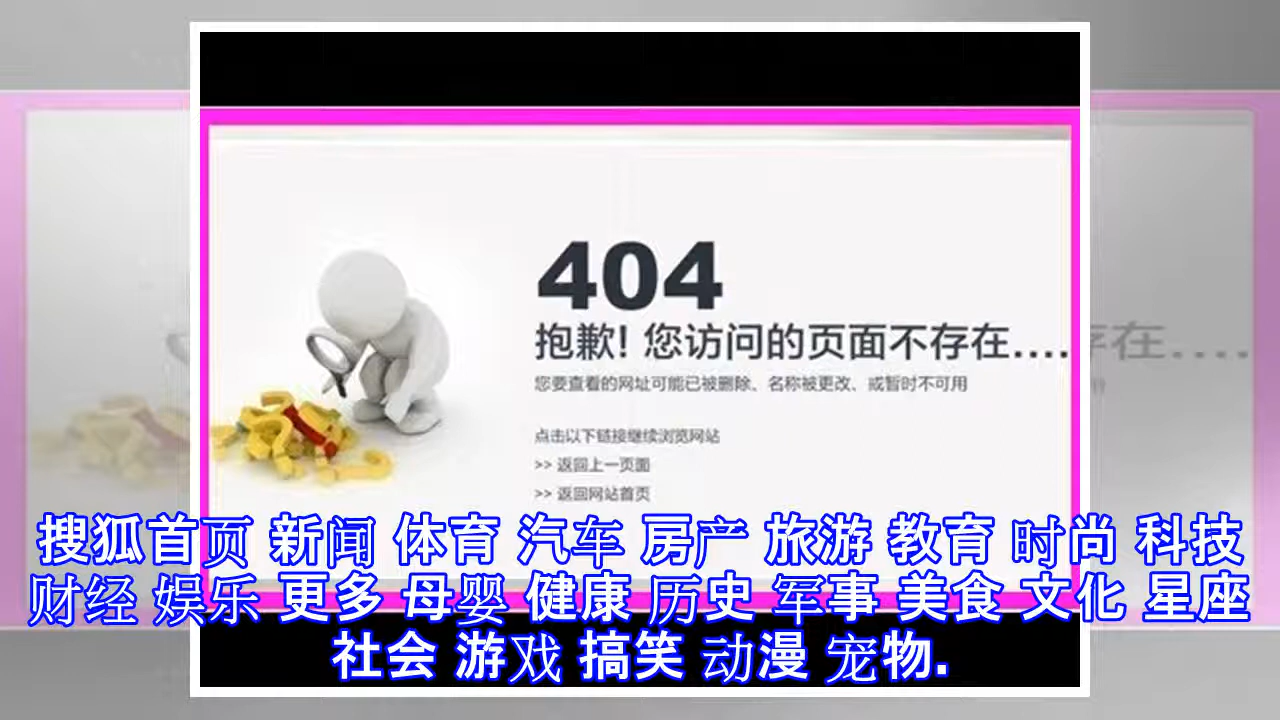 404
抱歉! 您访问的页面不存在....
您要查看的网址可能已被删除、名称被更改、或暂时不可用
点击以下链接继续浏览网站
>> 返回上一页面
>> 返回网站首页
存在....
搜狐首页 新闻 体育 汽车 房产 旅游 教育 时尚 科技
财经 娱乐 更多 母婴 健康 历史 军事 美食 文化 星座
社会 游戏 搞笑 动漫 宠物.